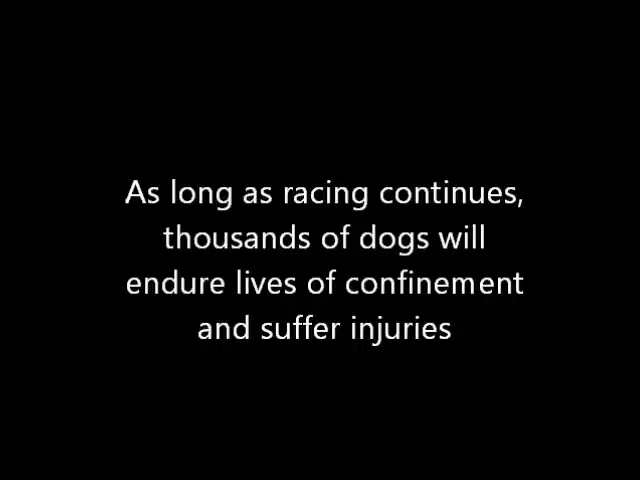 As long as racing continues,
thousands of dogs will
endure lives of confinement
and suffer injuries